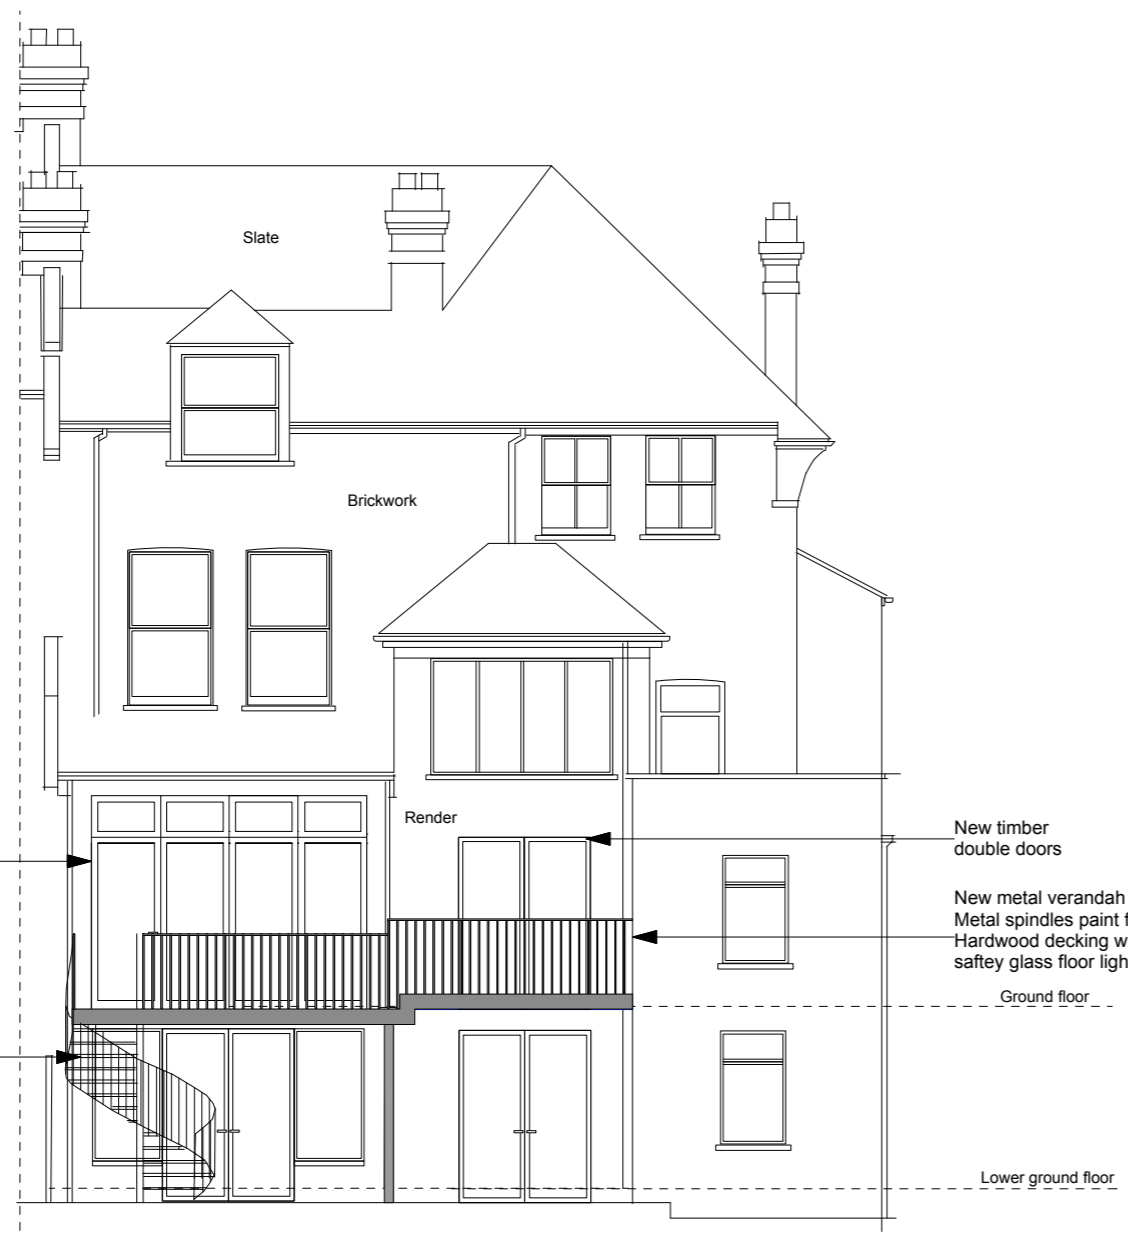 Slate
Brickwork
Render
New timber
double doors
New metal verandah
Metal spindles paint f
Hardwood decking w
saftey glass floor ligh
Ground floor
Lower ground floor